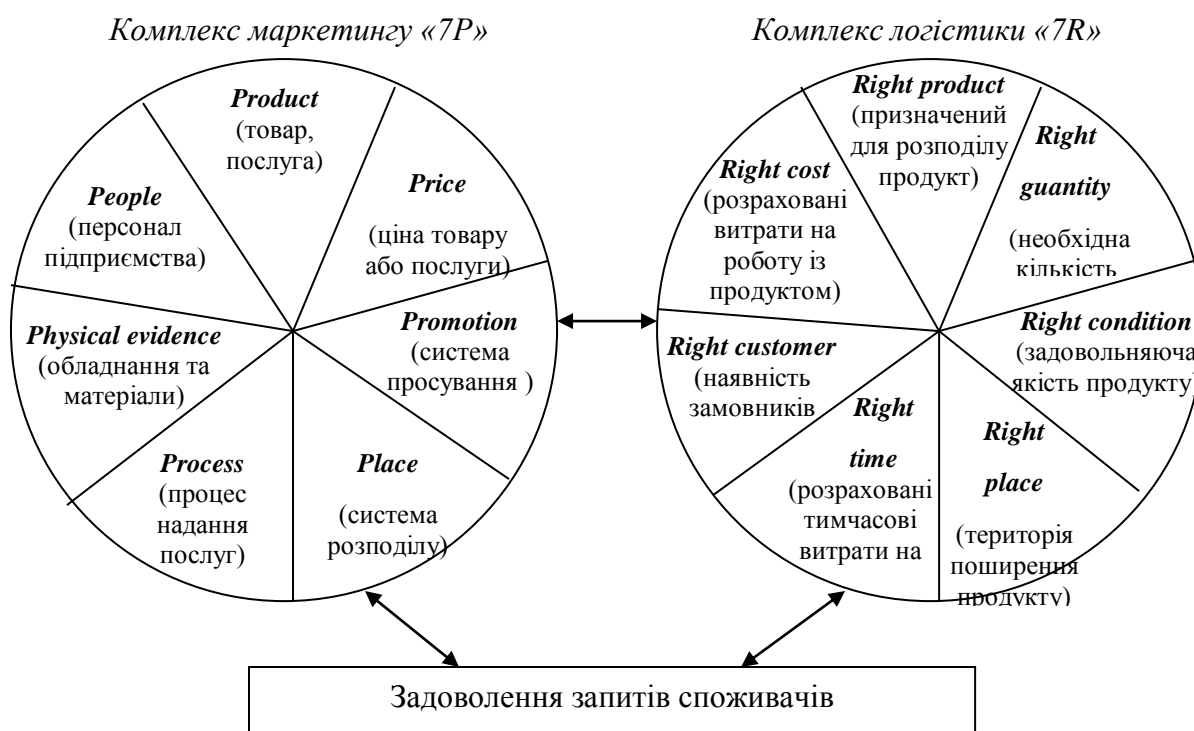 Комплекс маркетингу «7P»
Product
(товар,
послуга)
Price
(ціна товару
або послуги)
Promotion
(система
просування )
Place
(система
розподілу)
Process
(процес
надання
послуг)
Physical evidence
(обладнання та
матеріали)
People
(персонал
підприємства)
Комплекс логістики «7R»
Right product
(призначений
для розподілу
продукт)
Right
guantity
(необхідна
кількість
Right condition
(задовольняюча
якість продукту)
Right
place
(територія
поширення
продукту)
Right
time
(розраховані
тимчасові
витрати на
Right customer
(наявність
замовників
Right cost
(розраховані
витрати на
роботу із
продуктом)
Задоволення запитів споживачів